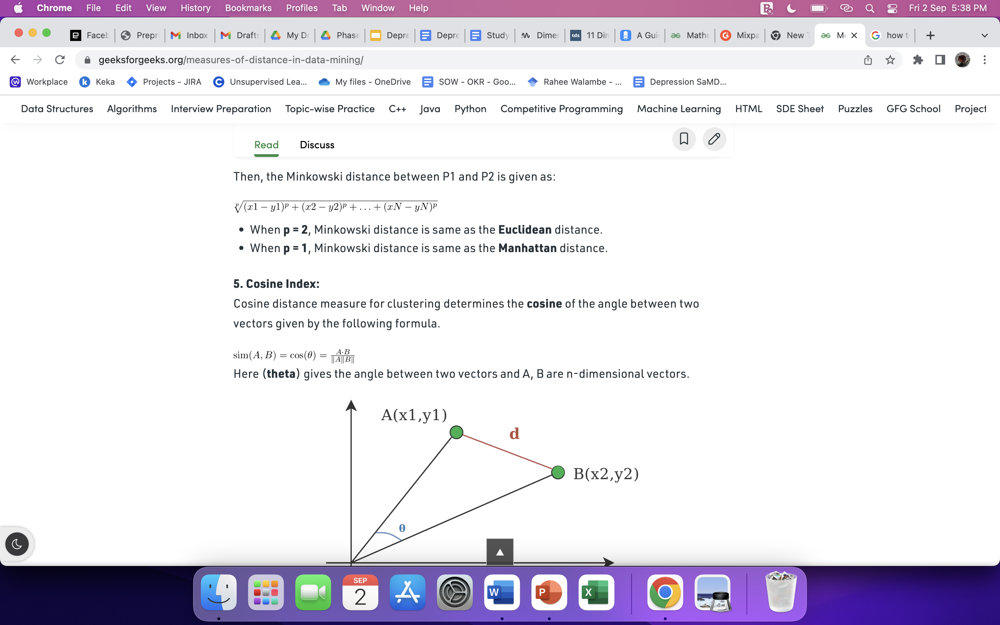 Chrome File Edit View History Bookmarks Profiles Tab Window Help Fri 2 Sep 5:38 PM
Faceb Prepri Inbox Drafts My Dr Phase Depre Depre Study Dimer tds 11 Dim A Gui Mathe Mixpa New T Me how t
geeksforgeeks.org/measures-of-distance-in-data-mining/
Workplace Keka Projects - JIRA Unsupervised Lea... My files - OneDrive SOW - OKR - Goo... Rahee Walambe - ... Depression SaMD...
Data Structures Algorithms Interview Preparation Topic-wise Practice C++ Java Python Competitive Programming Machine Learning HTML SDE Sheet Puzzles GFG School Project
Read Discuss
Then, the Minkowski distance between P1 and P2 is given as:
ᵖ√((x1 − y1)ᵖ + (x2 − y2)ᵖ + . . . + (xN − yN)ᵖ)
• When p = 2, Minkowski distance is same as the Euclidean distance.
• When p = 1, Minkowski distance is same as the Manhattan distance.
5. Cosine Index:
Cosine distance measure for clustering determines the cosine of the angle between two
vectors given by the following formula.
sim(A, B) = cos(θ) = A·B / ‖A‖B‖
Here (theta) gives the angle between two vectors and A, B are n-dimensional vectors.
A(x1,y1)
d
B(x2,y2)
θ
SEP
2
W P X